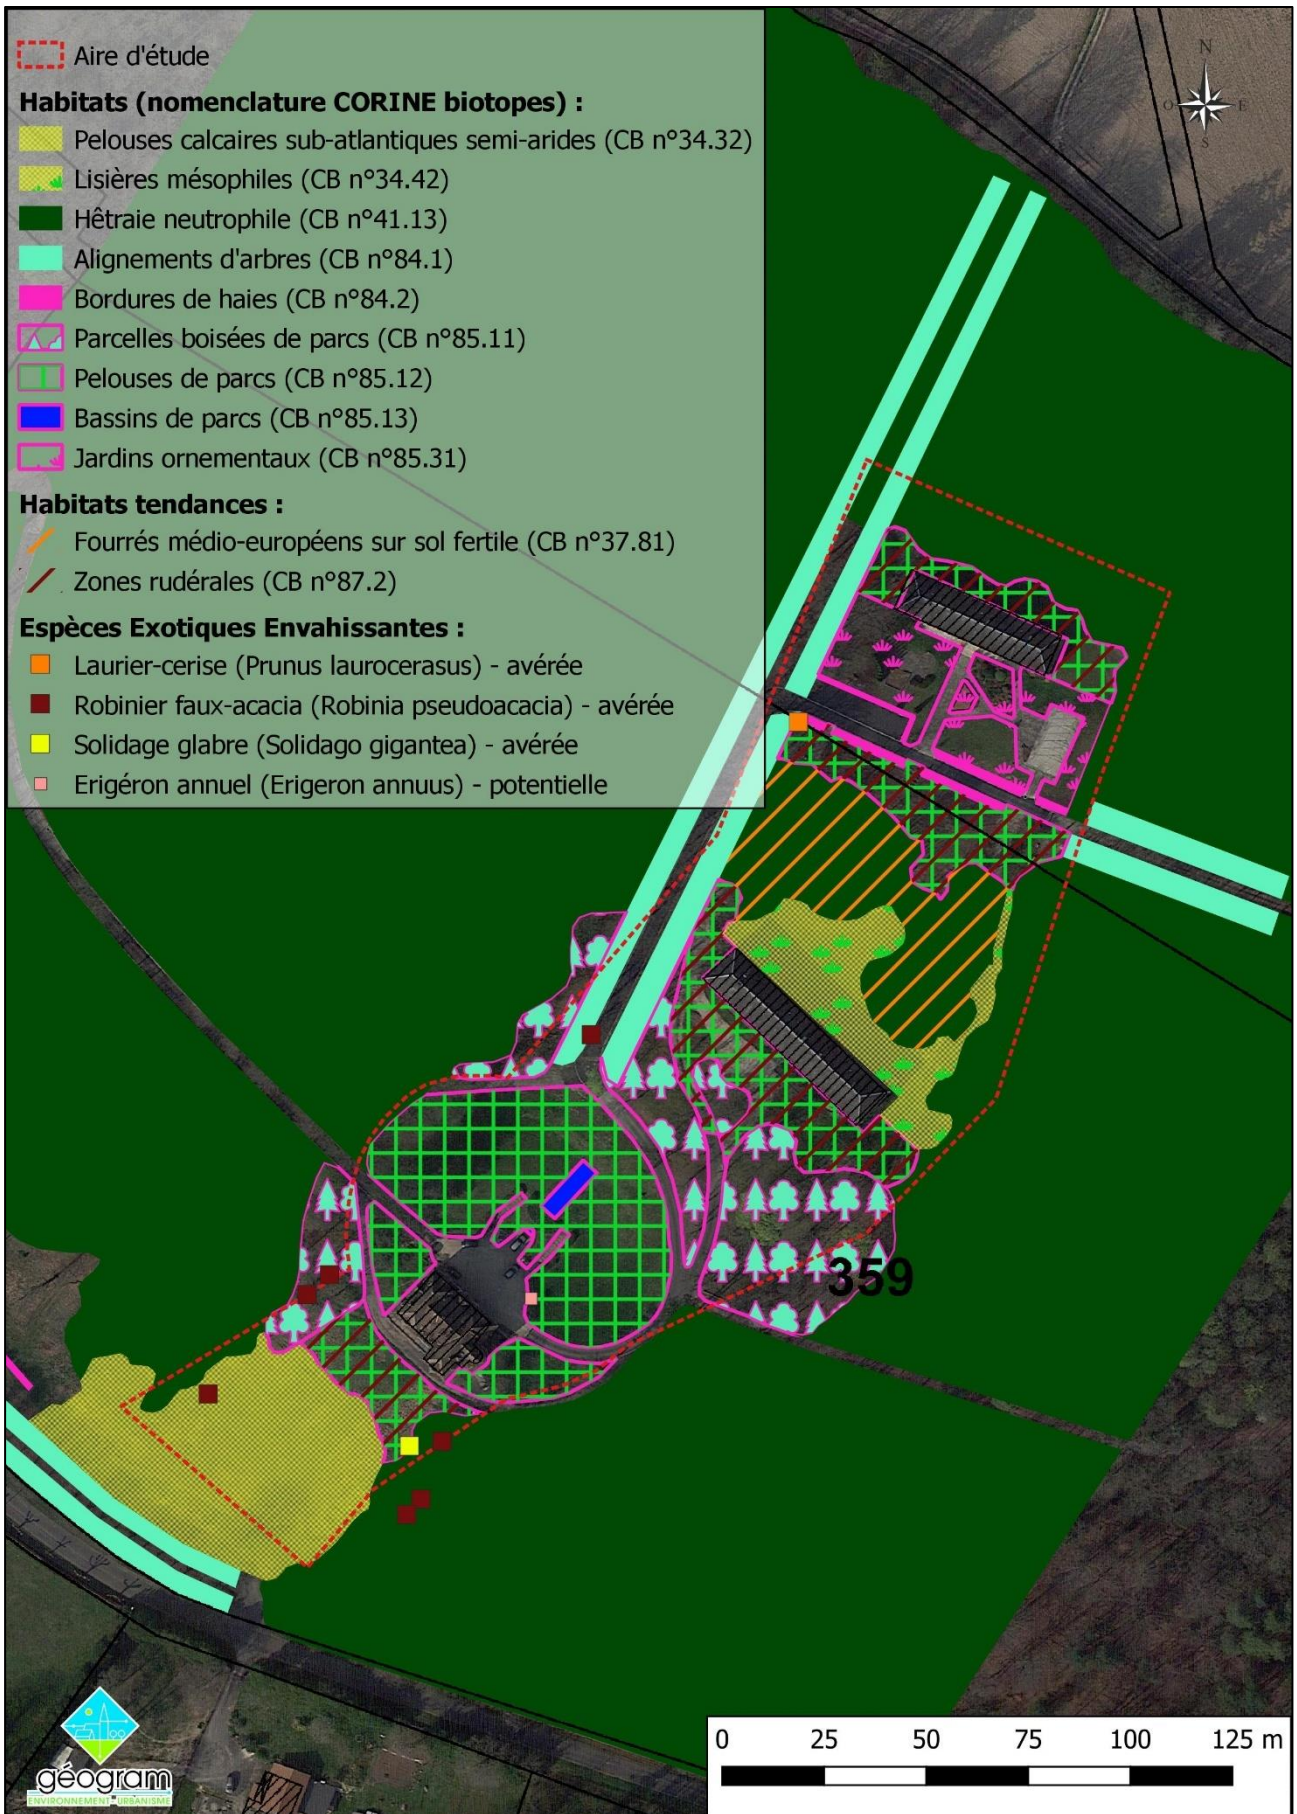 Aire d'étude
Habitats (nomenclature CORINE biotopes) :
Pelouses calcaires sub-atlantiques semi-arides (CB n°34.32)
Lisières mésophiles (CB n°34.42)
Hêtraie neutrophile (CB n°41.13)
Alignements d'arbres (CB n°84.1)
Bordures de haies (CB n°84.2)
Parcelles boisées de parcs (CB n°85.11)
Pelouses de parcs (CB n°85.12)
Bassins de parcs (CB n°85.13)
Jardins ornementaux (CB n°85.31)
Habitats tendances :
Fourrés médio-européens sur sol fertile (CB n°37.81)
Zones rudérales (CB n°87.2)
Espèces Exotiques Envahissantes :
Laurier-cerise (Prunus laurocerasus) - avérée
Robinier faux-acacia (Robinia pseudoacacia) - avérée
Solidage glabre (Solidago gigantea) - avérée
Erigéron annuel (Erigeron annuus) - potentielle
N
O E
S
359
géogram
ENVIRONNEMENT-URBANISME
0 25 50 75 100 125 m